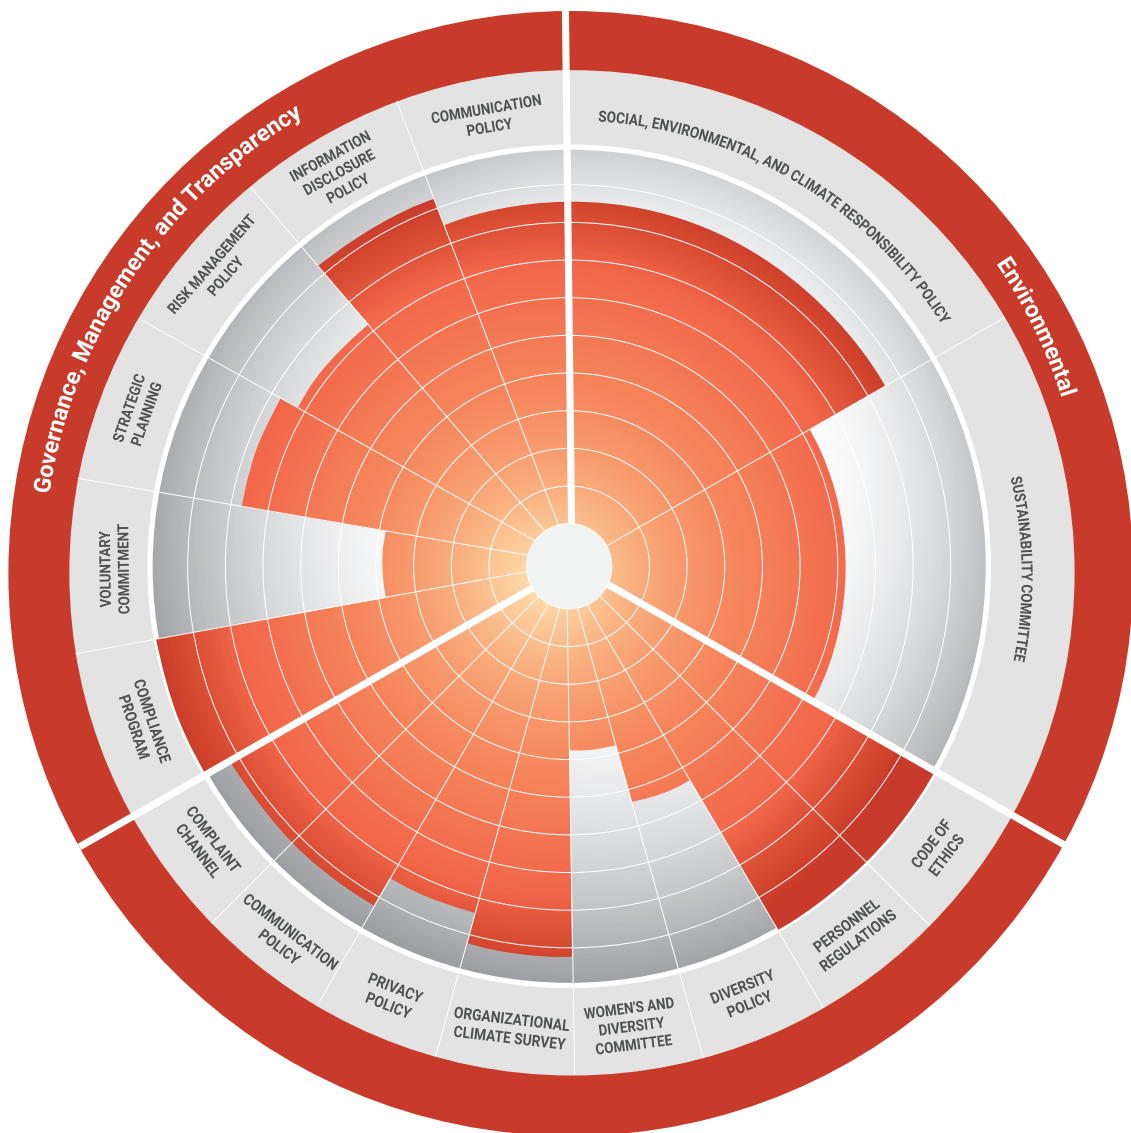 Governance, Management, and Transparency
COMMUNICATION
POLICY
INFORMATION
DISCLOSURE
POLICY
RISK MANAGEMENT
POLICY
STRATEGIC
PLANNING
VOLUNTARY
COMMITMENT
COMPLIANCE
PROGRAM
Environmental
SOCIAL, ENVIRONMENTAL, AND CLIMATE RESPONSIBILITY POLICY
SUSTAINABILITY COMMITTEE
CODE OF
ETHICS
PERSONNEL
REGULATIONS
DIVERSITY
POLICY
WOMEN'S AND
DIVERSITY
COMMITTEE
ORGANIZATIONAL
CLIMATE SURVEY
PRIVACY
POLICY
COMMUNICATION
POLICY
COMPLAINT
CHANNEL